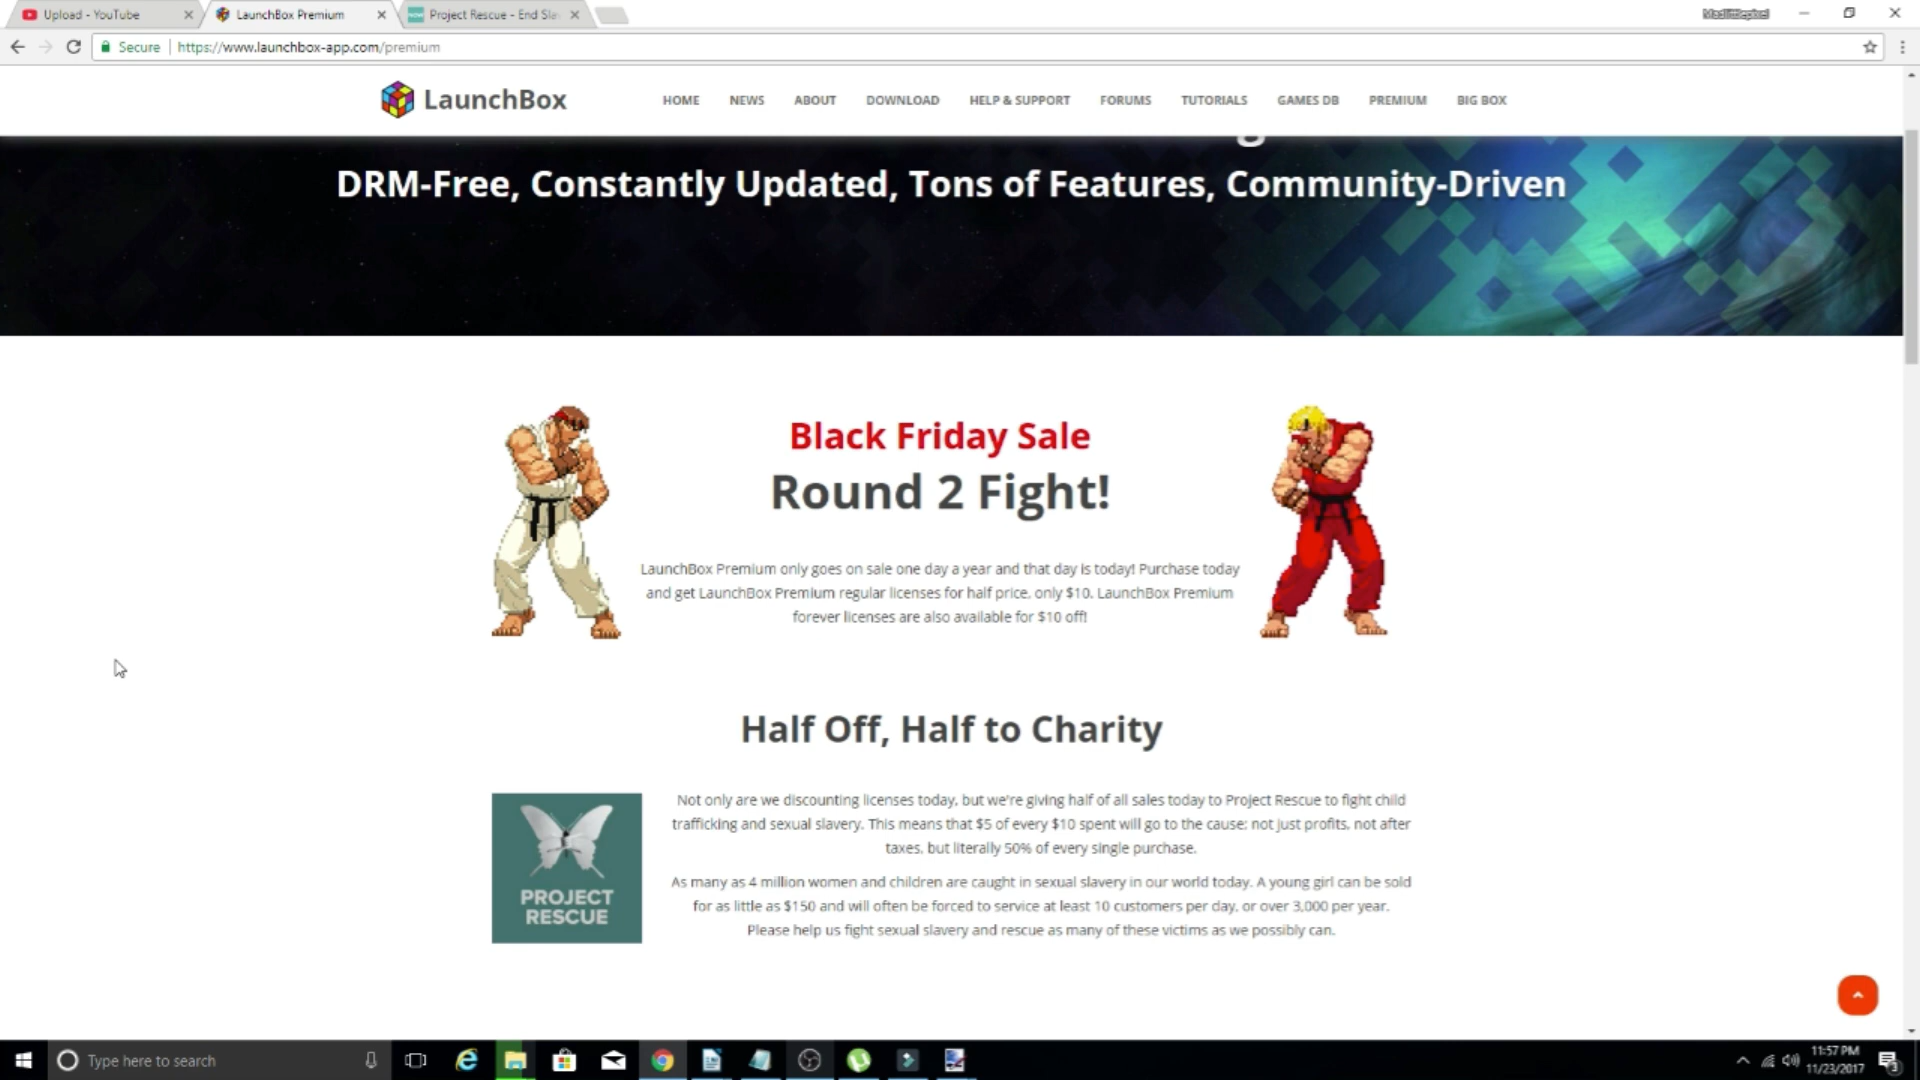 Upload - YouTube
LaunchBox Premium
Project Rescue - End Sla
Secure
https://www.launchbox-app.com/premium
LaunchBox
HOME
NEWS
ABOUT
DOWNLOAD
HELP & SUPPORT
FORUMS
TUTORIALS
GAMES DB
PREMIUM
BIG BOX
DRM-Free, Constantly Updated, Tons of Features, Community-Driven
Black Friday Sale
Round 2 Fight!
LaunchBox Premium only goes on sale one day a year and that day is today! Purchase today
and get LaunchBox Premium regular licenses for half price, only $10. LaunchBox Premium
forever licenses are also available for $10 off!
Half Off, Half to Charity
PROJECT
RESCUE
Not only are we discounting licenses today, but we're giving half of all sales today to Project Rescue to fight child
trafficking and sexual slavery. This means that $5 of every $10 spent will go to the cause: not just profits, not after
taxes, but literally 50% of every single purchase.
As many as 4 million women and children are caught in sexual slavery in our world today. A young girl can be sold
for as little as $150 and will often be forced to service at least 10 customers per day, or over 3,000 per year.
Please help us fight sexual slavery and rescue as many of these victims as we possibly can.
Type here to search
11:57 PM
11/23/2017
3